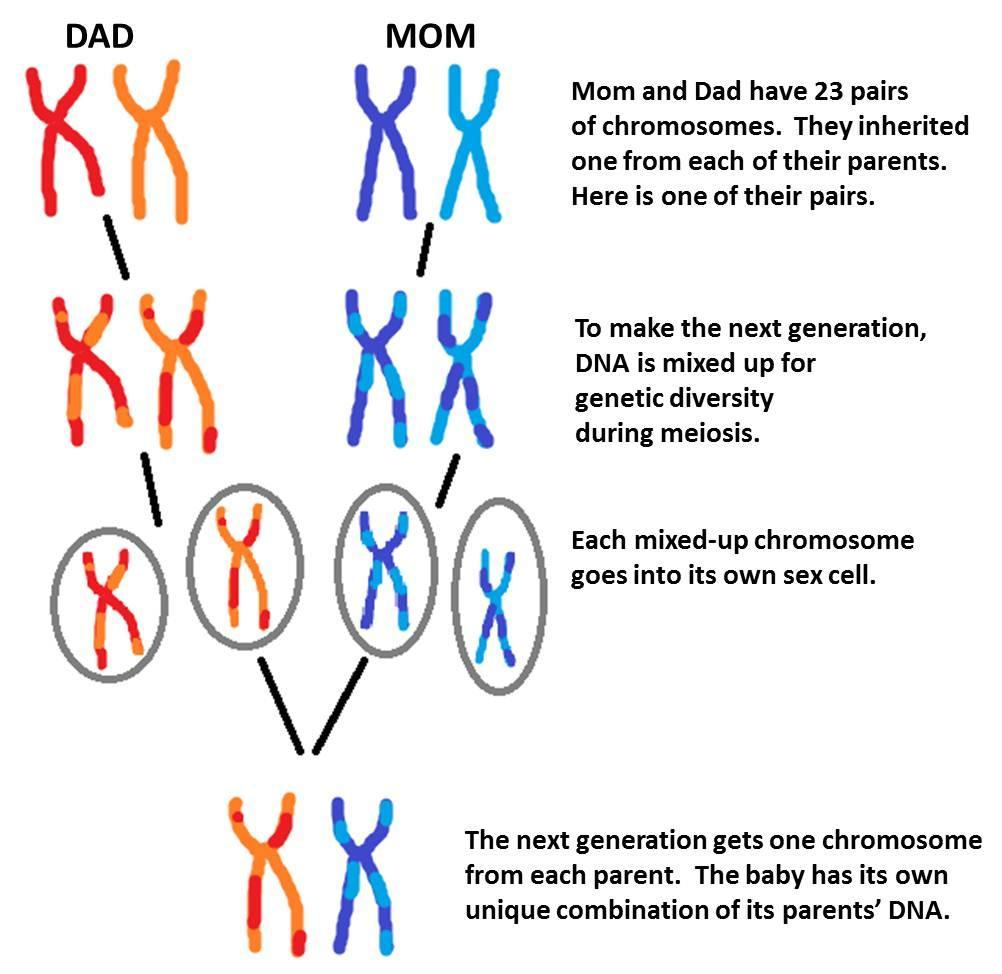 DAD
MOM
Mom and Dad have 23 pairs
of chromosomes.  They inherited
one from each of their parents.
Here is one of their pairs.
To make the next generation,
DNA is mixed up for
genetic diversity
during meiosis.
Each mixed-up chromosome
goes into its own sex cell.
The next generation gets one chromosome
from each parent.  The baby has its own
unique combination of its parents’ DNA.